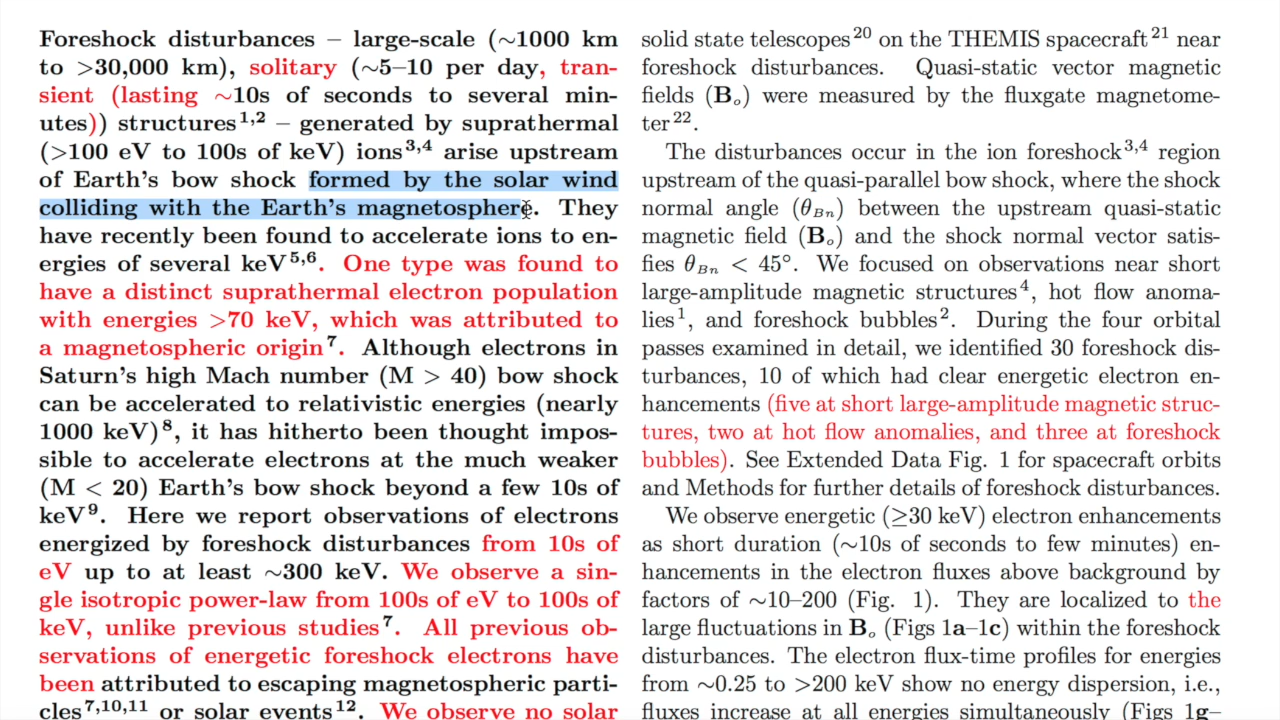 Foreshock disturbances – large-scale (∼1000 km
to >30,000 km), solitary (∼5–10 per day, tran-
sient (lasting ∼10s of seconds to several min-
utes)) structures1,2 – generated by suprathermal
(>100 eV to 100s of keV) ions3,4 arise upstream
of Earth's bow shock formed by the solar wind
colliding with the Earth's magnetosphere. They
have recently been found to accelerate ions to en-
ergies of several keV5,6. One type was found to
have a distinct suprathermal electron population
with energies >70 keV, which was attributed to
a magnetospheric origin7. Although electrons in
Saturn's high Mach number (M > 40) bow shock
can be accelerated to relativistic energies (nearly
1000 keV)8, it has hitherto been thought impos-
sible to accelerate electrons at the much weaker
(M < 20) Earth's bow shock beyond a few 10s of
keV9. Here we report observations of electrons
energized by foreshock disturbances from 10s of
eV up to at least ∼300 keV. We observe a sin-
gle isotropic power-law from 100s of eV to 100s of
keV, unlike previous studies7. All previous ob-
servations of energetic foreshock electrons have
been attributed to escaping magnetospheric parti-
cles7,10,11 or solar events12. We observe no solar
solid state telescopes20 on the THEMIS spacecraft21 near
foreshock disturbances. Quasi-static vector magnetic
fields (Bo) were measured by the fluxgate magnetome-
ter22.
The disturbances occur in the ion foreshock3,4 region
upstream of the quasi-parallel bow shock, where the shock
normal angle (θBn) between the upstream quasi-static
magnetic field (Bo) and the shock normal vector satis-
fies θBn < 45°. We focused on observations near short
large-amplitude magnetic structures4, hot flow anoma-
lies1, and foreshock bubbles2. During the four orbital
passes examined in detail, we identified 30 foreshock dis-
turbances, 10 of which had clear energetic electron en-
hancements (five at short large-amplitude magnetic struc-
tures, two at hot flow anomalies, and three at foreshock
bubbles). See Extended Data Fig. 1 for spacecraft orbits
and Methods for further details of foreshock disturbances.
We observe energetic (≥30 keV) electron enhancements
as short duration (∼10s of seconds to few minutes) en-
hancements in the electron fluxes above background by
factors of ∼10–200 (Fig. 1). They are localized to the
large fluctuations in Bo (Figs 1a–1c) within the foreshock
disturbances. The electron flux-time profiles for energies
from ∼0.25 to >200 keV show no energy dispersion, i.e.,
fluxes increase at all energies simultaneously (Figs 1g–